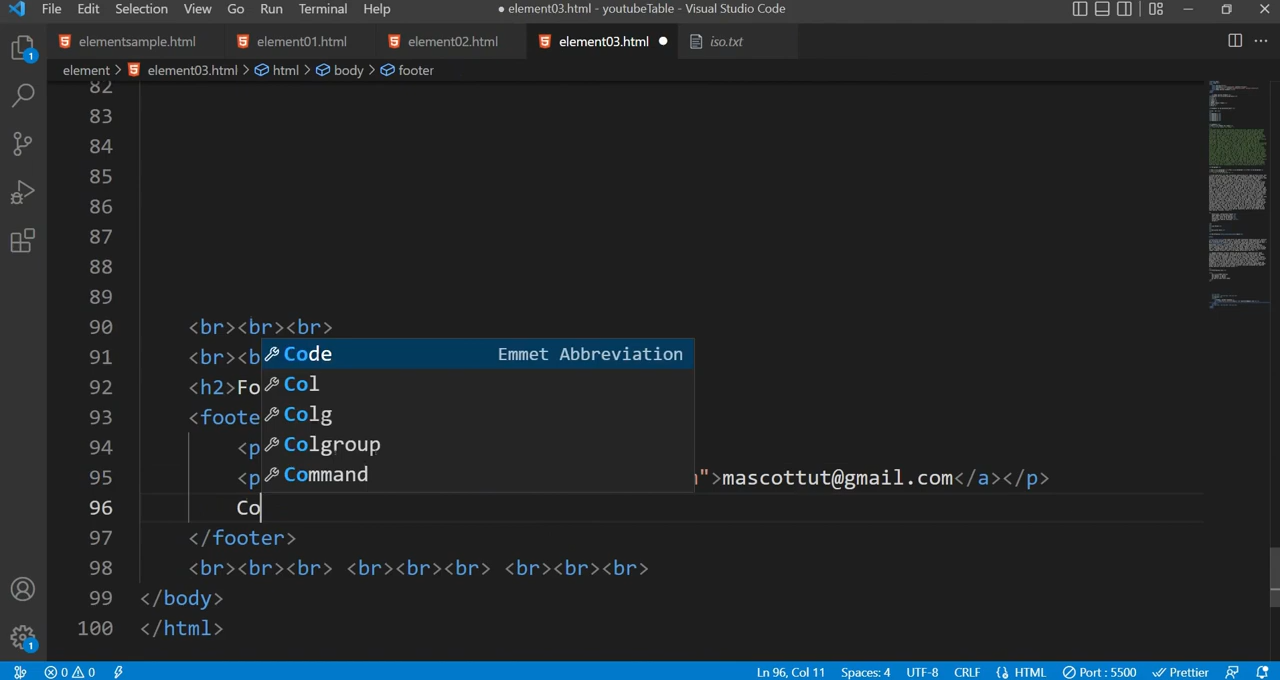 File Edit Selection View Go Run Terminal Help ● element03.html - youtubeTable - Visual Studio Code
elementsample.html element01.html element02.html element03.html iso.txt
element > element03.html > html > body > footer
82
83
84
85
86
87
88
89
90 <br><br><br>
91 <br><b
92 <h2>Fo
93 <foote
94 <p
95 <p ">mascottut@gmail.com</a></p>
96 Co
97 </footer>
98 <br><br><br> <br><br><br> <br><br><br>
99 </body>
100 </html>
Code Emmet Abbreviation
Col
Colg
Colgroup
Command
1
1
0 0 Ln 96, Col 11 Spaces: 4 UTF-8 CRLF HTML Port : 5500 Prettier